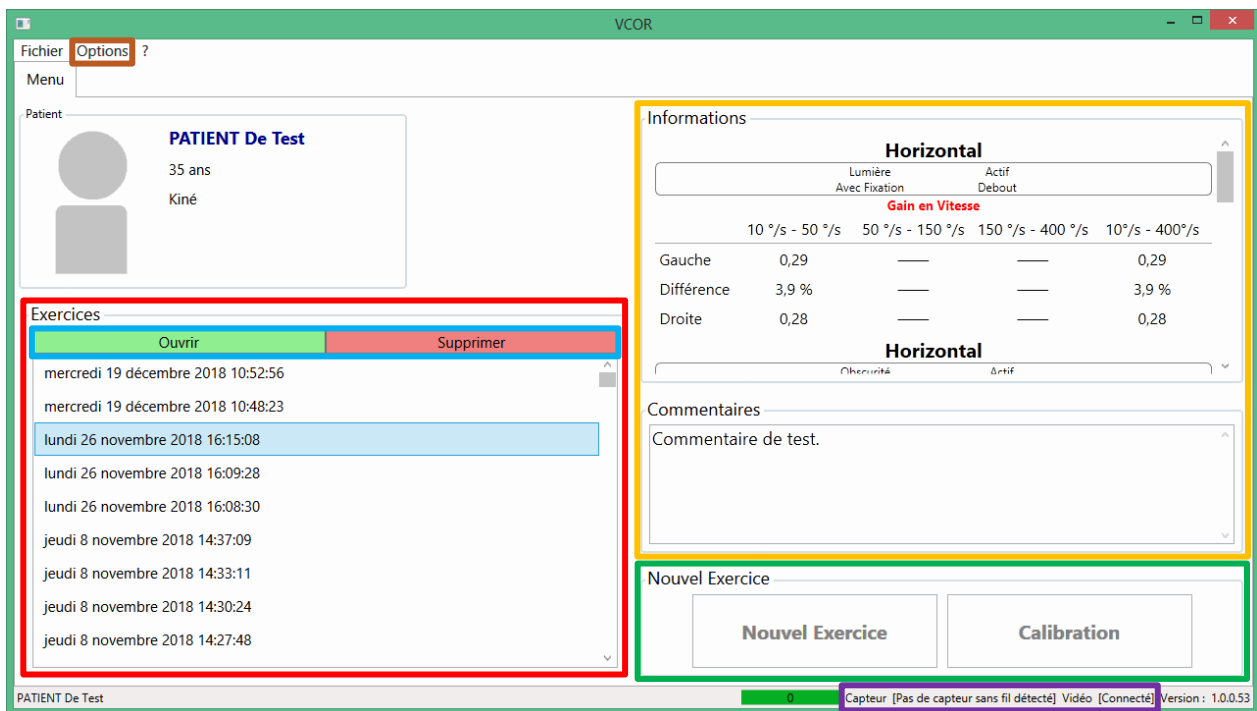 VCOR
Fichier Options ?
Menu
Patient
PATIENT De Test
35 ans
Kiné
Exercices
Ouvrir Supprimer
mercredi 19 décembre 2018 10:52:56
mercredi 19 décembre 2018 10:48:23
lundi 26 novembre 2018 16:15:08
lundi 26 novembre 2018 16:09:28
lundi 26 novembre 2018 16:08:30
jeudi 8 novembre 2018 14:37:09
jeudi 8 novembre 2018 14:33:11
jeudi 8 novembre 2018 14:30:24
jeudi 8 novembre 2018 14:27:48
Informations
Horizontal
Lumière Actif
Avec Fixation Debout
Gain en Vitesse
10 °/s - 50 °/s 50 °/s - 150 °/s 150 °/s - 400 °/s 10°/s - 400°/s
Gauche 0,29 —— —— 0,29
Différence 3,9 % —— —— 3,9 %
Droite 0,28 —— —— 0,28
Horizontal
Obscurité Actif
Commentaires
Commentaire de test.
Nouvel Exercice
Nouvel Exercice Calibration
PATIENT De Test 0 Capteur [Pas de capteur sans fil détecté] Vidéo [Connecté] Version : 1.0.0.53